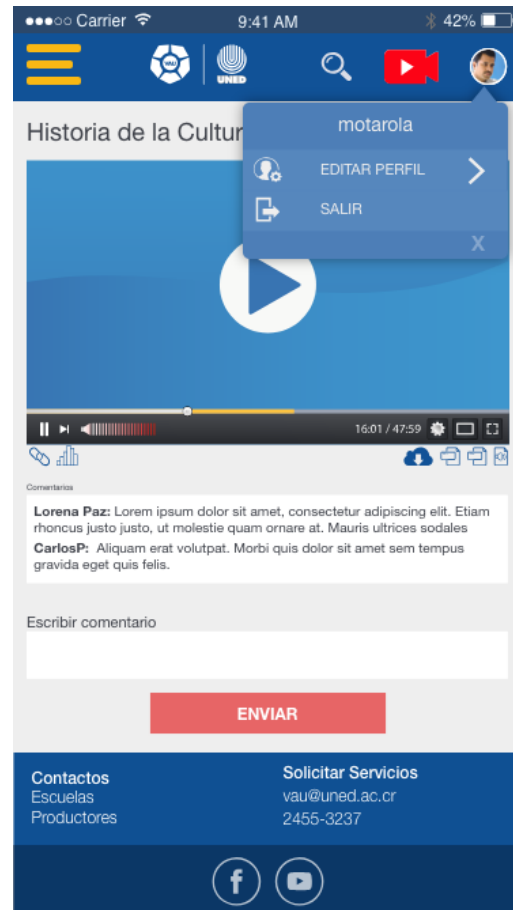 ●●●○○ Carrier 9:41 AM 42%
VAU UNED
Historia de la Cultur
motarola
EDITAR PERFIL
SALIR
X
16:01 / 47:59
Comentarios
Lorena Paz: Lorem ipsum dolor sit amet, consectetur adipiscing elit. Etiam
rhoncus justo justo, ut molestie quam ornare at. Mauris ultrices sodales
CarlosP: Aliquam erat volutpat. Morbi quis dolor sit amet sem tempus
gravida eget quis felis.
Escribir comentario
ENVIAR
Contactos
Escuelas
Productores
Solicitar Servicios
vau@uned.ac.cr
2455-3237